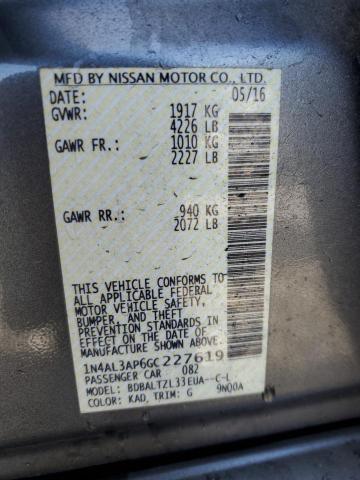 MFD BY NISSAN MOTOR CO., LTD.
DATE: 05/16
GVWR: 1917 KG
4226 LB
GAWR FR.: 1010 KG
2227 LB
GAWR RR.: 940 KG
2072 LB
THIS VEHICLE CONFORMS TO
ALL APPLICABLE FEDERAL
MOTOR VEHICLE SAFETY,
BUMPER, AND THEFT
PREVENTION STANDARDS IN
EFFECT ON THE DATE OF
MANUFACTURE SHOWN ABOVE.
1N4AL3AP6GC227619
PASSENGER CAR 082
MODEL: BDBALTZL33EUA--C-L
COLOR: KAD, TRIM: G 9NQ0A